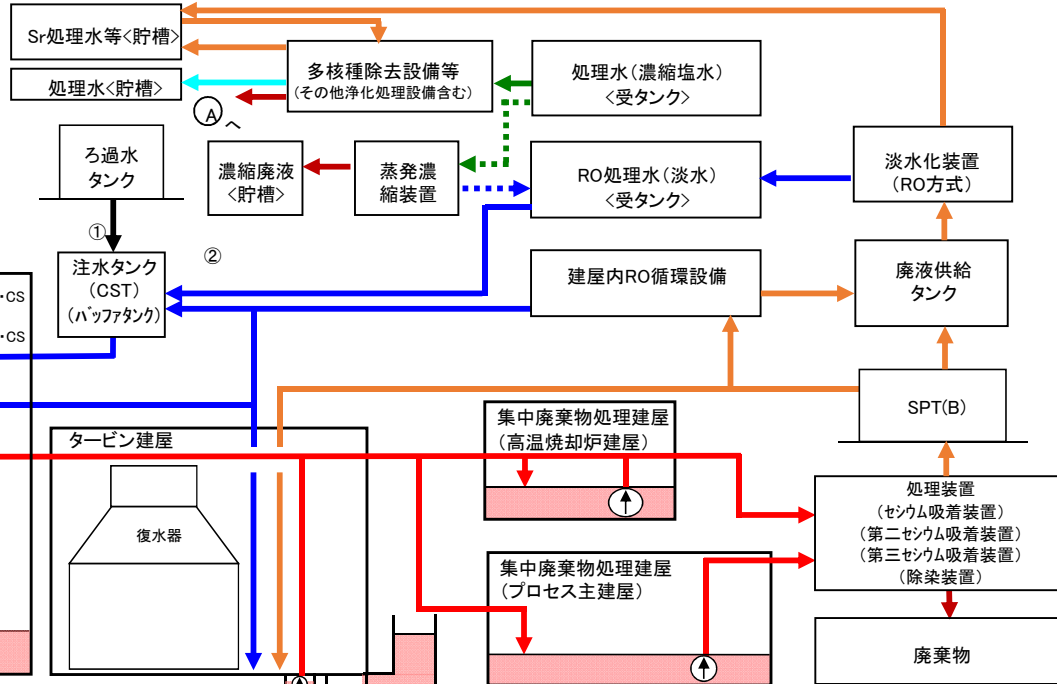 Sr処理水等<貯槽>
処理水<貯槽>
多核種除去設備等
(その他浄化処理設備含む)
処理水(濃縮塩水)
<受タンク>
A
へ
ろ過水
タンク
濃縮廃液
<貯槽>
蒸発濃
縮装置
RO処理水(淡水)
<受タンク>
淡水化装置
(RO方式)
①
②
注水タンク
(CST)
(バッファタンク)
建屋内RO循環設備
廃液供給
タンク
・CS
・CS
SPT(B)
タービン建屋
復水器
集中廃棄物処理建屋
(高温焼却炉建屋)
処理装置
(セシウム吸着装置)
(第二セシウム吸着装置)
(第三セシウム吸着装置)
(除染装置)
集中廃棄物処理建屋
(プロセス主建屋)
廃棄物